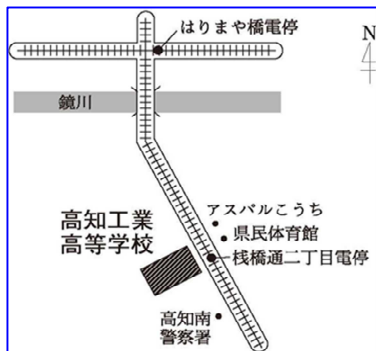 はりまや橋電停
N
鏡川
アスパルこうち
高知工業
高等学校
県民体育館
桟橋通二丁目電停
高知南
警察署